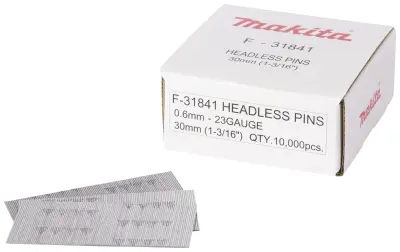 Makita
F - 31841
HEADLESS PINS
30mm (1-3/16")
F-31841 HEADLESS PINS
0.6mm - 23GAUGE
30mm (1-3/16") QTY.10,000pcs.